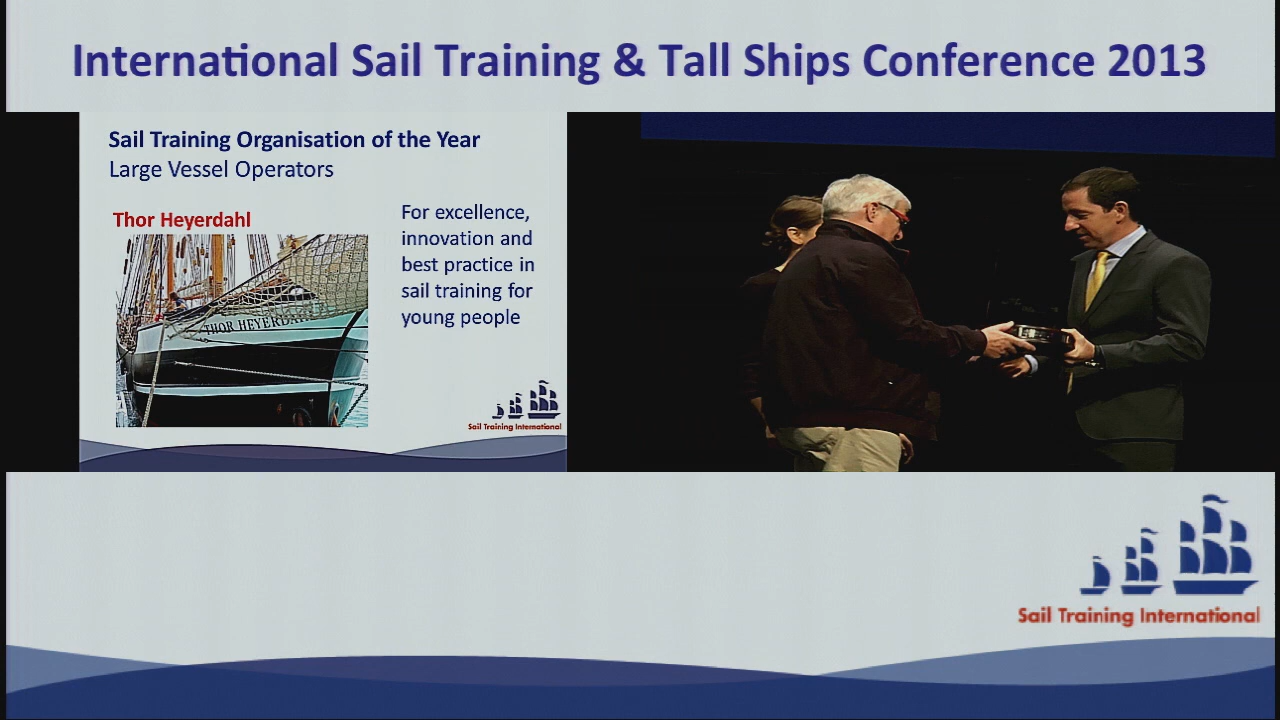 International Sail Training & Tall Ships Conference 2013
Sail Training Organisation of the Year
Large Vessel Operators
Thor Heyerdahl
For excellence,
innovation and
best practice in
sail training for
young people
THOR HEYERDA
Sail Training International
Sail Training International